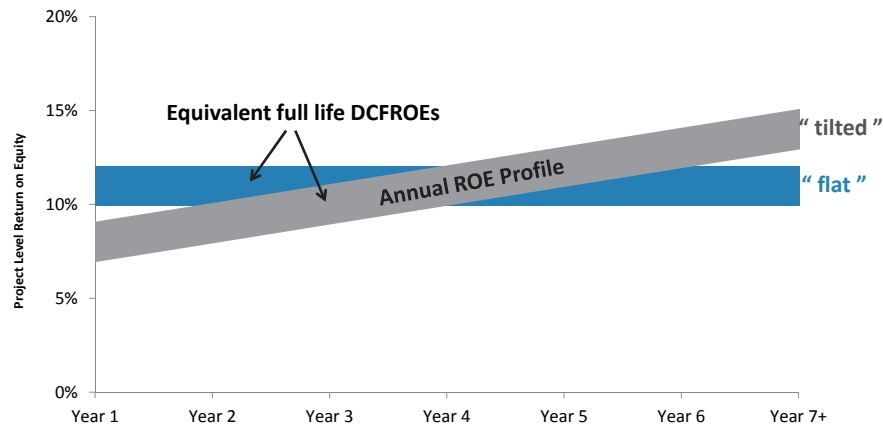 20%
15%
10%
5%
0%
Project Level Return on Equity
Equivalent full life DCFROEs
Annual ROE Profile
“ tilted ”
“ flat ”
Year 1 Year 2 Year 3 Year 4 Year 5 Year 6 Year 7+